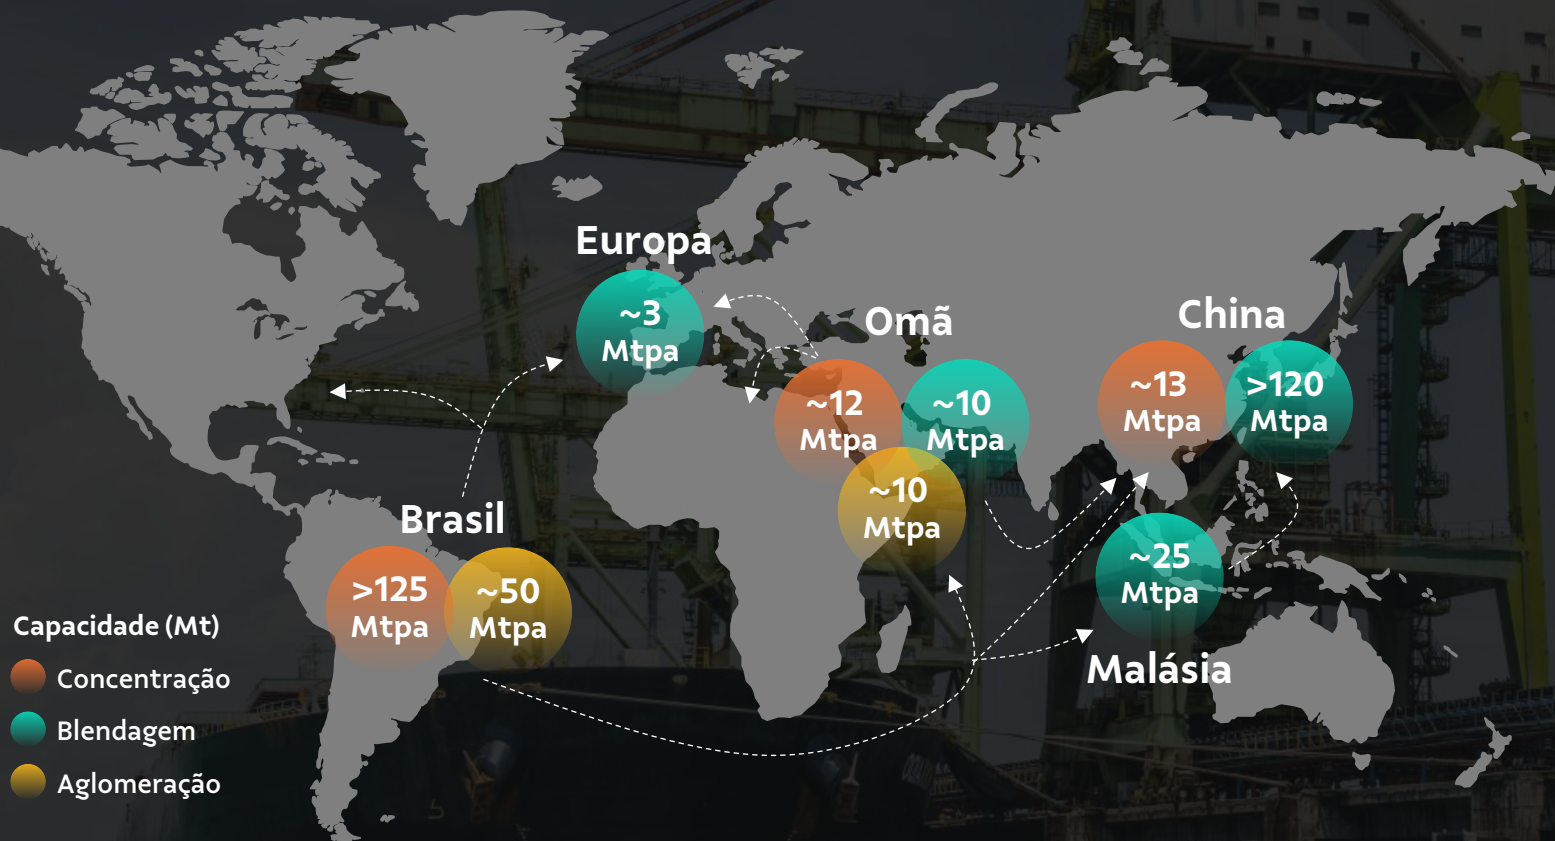 Europa
~3
Mtpa
Omã
~12
Mtpa
~10
Mtpa
~10
Mtpa
China
~13
Mtpa
>120
Mtpa
Brasil
>125
Mtpa
~50
Mtpa
~25
Mtpa
Malásia
Capacidade (Mt)
Concentração
Blendagem
Aglomeração